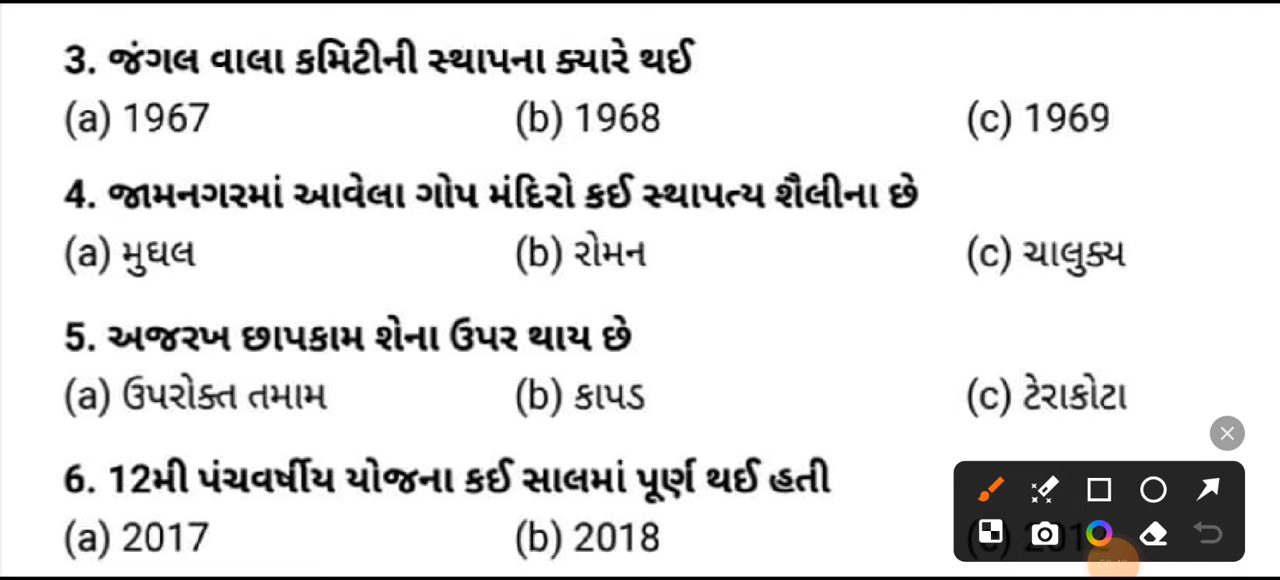 3. જંગલ વાલા કમિટીની સ્થાપના ક્યારે થઈ
(a) 1967 (b) 1968 (c) 1969
4. જામનગરમાં આવેલા ગોપ મંદિરો કઈ સ્થાપત્ય શૈલીના છે
(a) મુઘલ (b) રોમન (c) ચાલુક્ય
5. અજરખ છાપકામ શેના ઉપર થાય છે
(a) ઉપરોક્ત તમામ (b) કાપડ (c) ટેરાકોટા
6. 12મી પંચવર્ષીય યોજના કઈ સાલમાં પૂર્ણ થઈ હતી
(a) 2017 (b) 2018